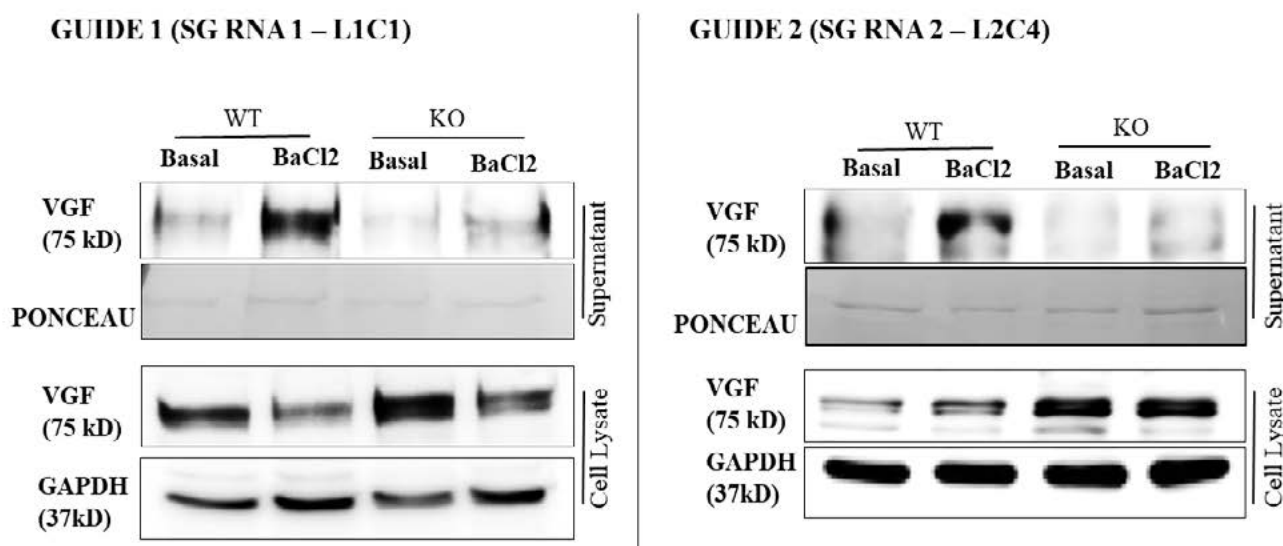 GUIDE 1 (SG RNA 1 – L1C1)
WT
KO
Basal
BaCl2
Basal
BaCl2
VGF
(75 kD)
PONCEAU
Supernatant
VGF
(75 kD)
GAPDH
(37kD)
Cell Lysate
GUIDE 2 (SG RNA 2 – L2C4)
WT
KO
Basal
BaCl2
Basal
BaCl2
VGF
(75 kD)
PONCEAU
Supernatant
VGF
(75 kD)
GAPDH
(37kD)
Cell Lysate